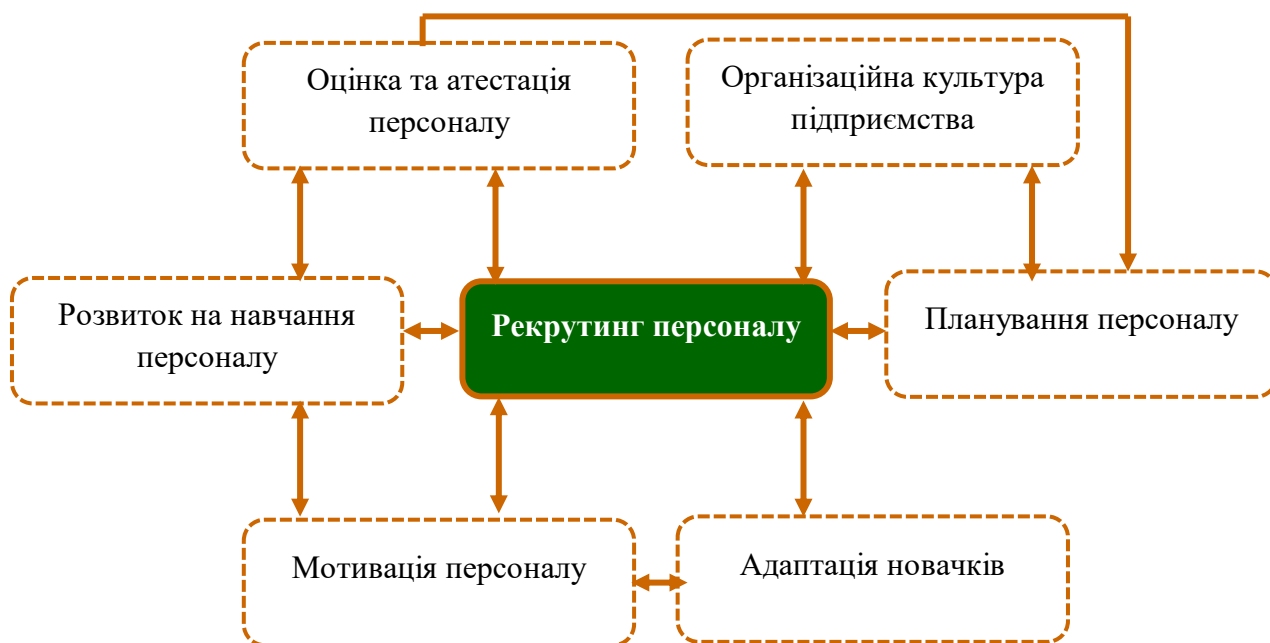 Оцінка та атестація
персоналу
Організаційна культура
підприємства
Розвиток на навчання
персоналу
Рекрутинг персоналу
Планування персоналу
Мотивація персоналу
Адаптація новачків